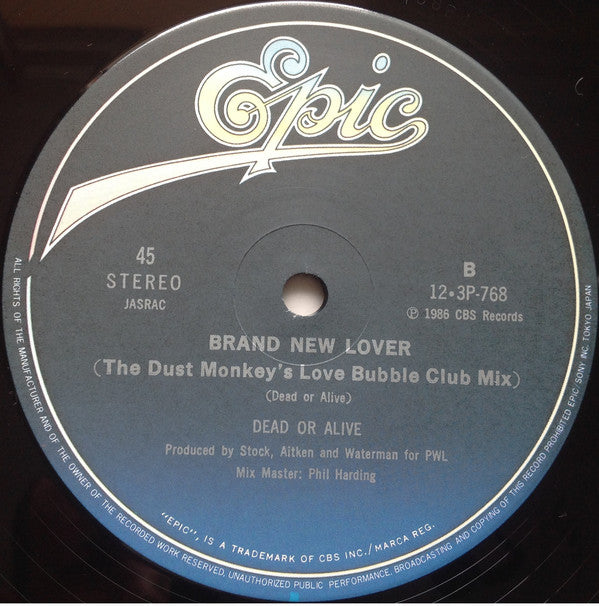 Epic
45
STEREO
JASRAC
B
12•3P-768
℗ 1986 CBS Records
BRAND NEW LOVER
(The Dust Monkey's Love Bubble Club Mix)
(Dead or Alive)
DEAD OR ALIVE
Produced by Stock, Aitken and Waterman for PWL
Mix Master: Phil Harding
"EPIC", IS A TRADEMARK OF CBS INC./MARCA REG.
ALL RIGHTS OF THE MANUFACTURER AND OF THE OWNER OF THE RECORDED WORK RESERVED. UNAUTHORIZED PUBLIC PERFORMANCE, BROADCASTING AND COPYING OF THIS RECORD PROHIBITED EPIC/SONY INC. TOKYO JAPAN